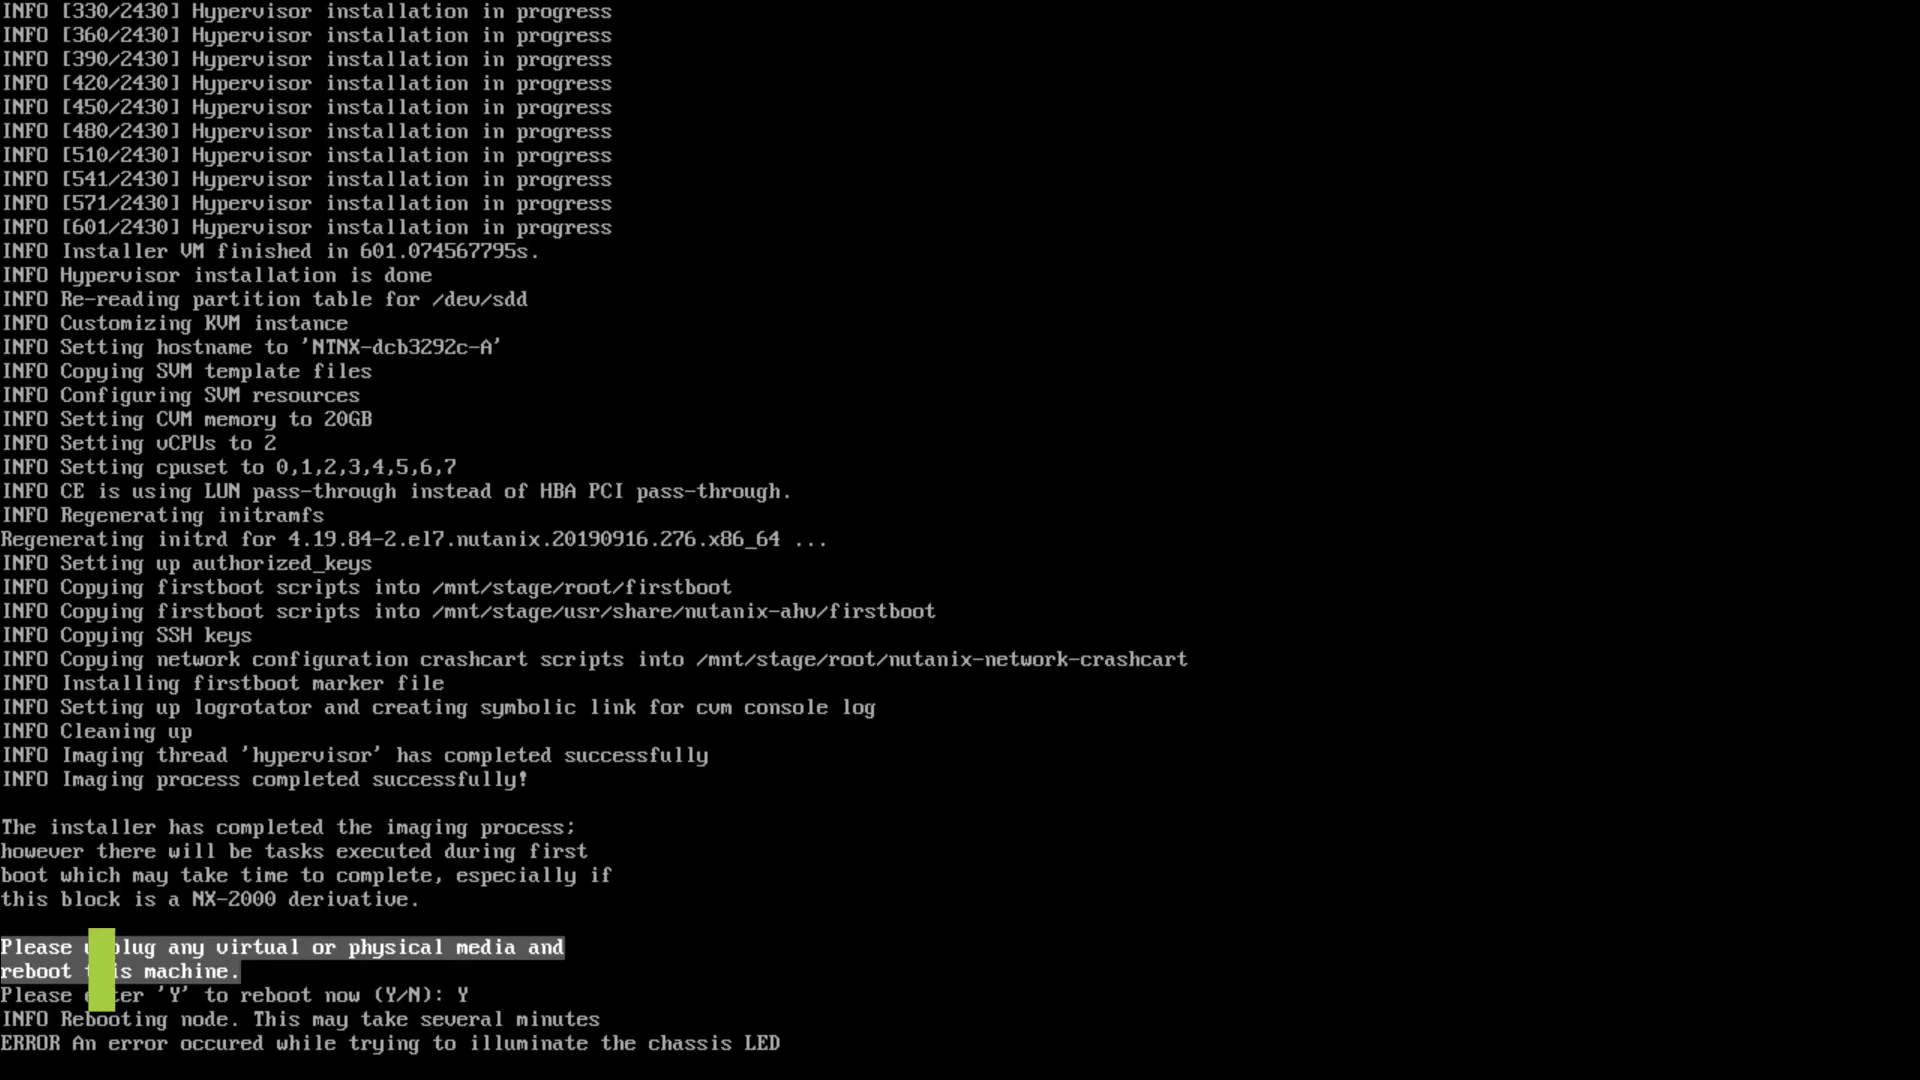 INFO [330/2430] Hypervisor installation in progress
INFO [360/2430] Hypervisor installation in progress
INFO [390/2430] Hypervisor installation in progress
INFO [420/2430] Hypervisor installation in progress
INFO [450/2430] Hypervisor installation in progress
INFO [480/2430] Hypervisor installation in progress
INFO [510/2430] Hypervisor installation in progress
INFO [541/2430] Hypervisor installation in progress
INFO [571/2430] Hypervisor installation in progress
INFO [601/2430] Hypervisor installation in progress
INFO Installer VM finished in 601.074567795s.
INFO Hypervisor installation is done
INFO Re-reading partition table for /dev/sdd
INFO Customizing KVM instance
INFO Setting hostname to 'NTNX-dcb3292c-A'
INFO Copying SVM template files
INFO Configuring SVM resources
INFO Setting CVM memory to 20GB
INFO Setting vCPUs to 2
INFO Setting cpuset to 0,1,2,3,4,5,6,7
INFO CE is using LUN pass-through instead of HBA PCI pass-through.
INFO Regenerating initramfs
Regenerating initrd for 4.19.84-2.el7.nutanix.20190916.276.x86_64 ...
INFO Setting up authorized_keys
INFO Copying firstboot scripts into /mnt/stage/root/firstboot
INFO Copying firstboot scripts into /mnt/stage/usr/share/nutanix-ahv/firstboot
INFO Copying SSH keys
INFO Copying network configuration crashcart scripts into /mnt/stage/root/nutanix-network-crashcart
INFO Installing firstboot marker file
INFO Setting up logrotator and creating symbolic link for cvm console log
INFO Cleaning up
INFO Imaging thread 'hypervisor' has completed successfully
INFO Imaging process completed successfully!
The installer has completed the imaging process;
however there will be tasks executed during first
boot which may take time to complete, especially if
this block is a NX-2000 derivative.
Please any virtual or physical media and
reboot machine.
Please 'Y' to reboot now (Y/N): Y
INFO Rebooting node. This may take several minutes
ERROR An error occured while trying to illuminate the chassis LED